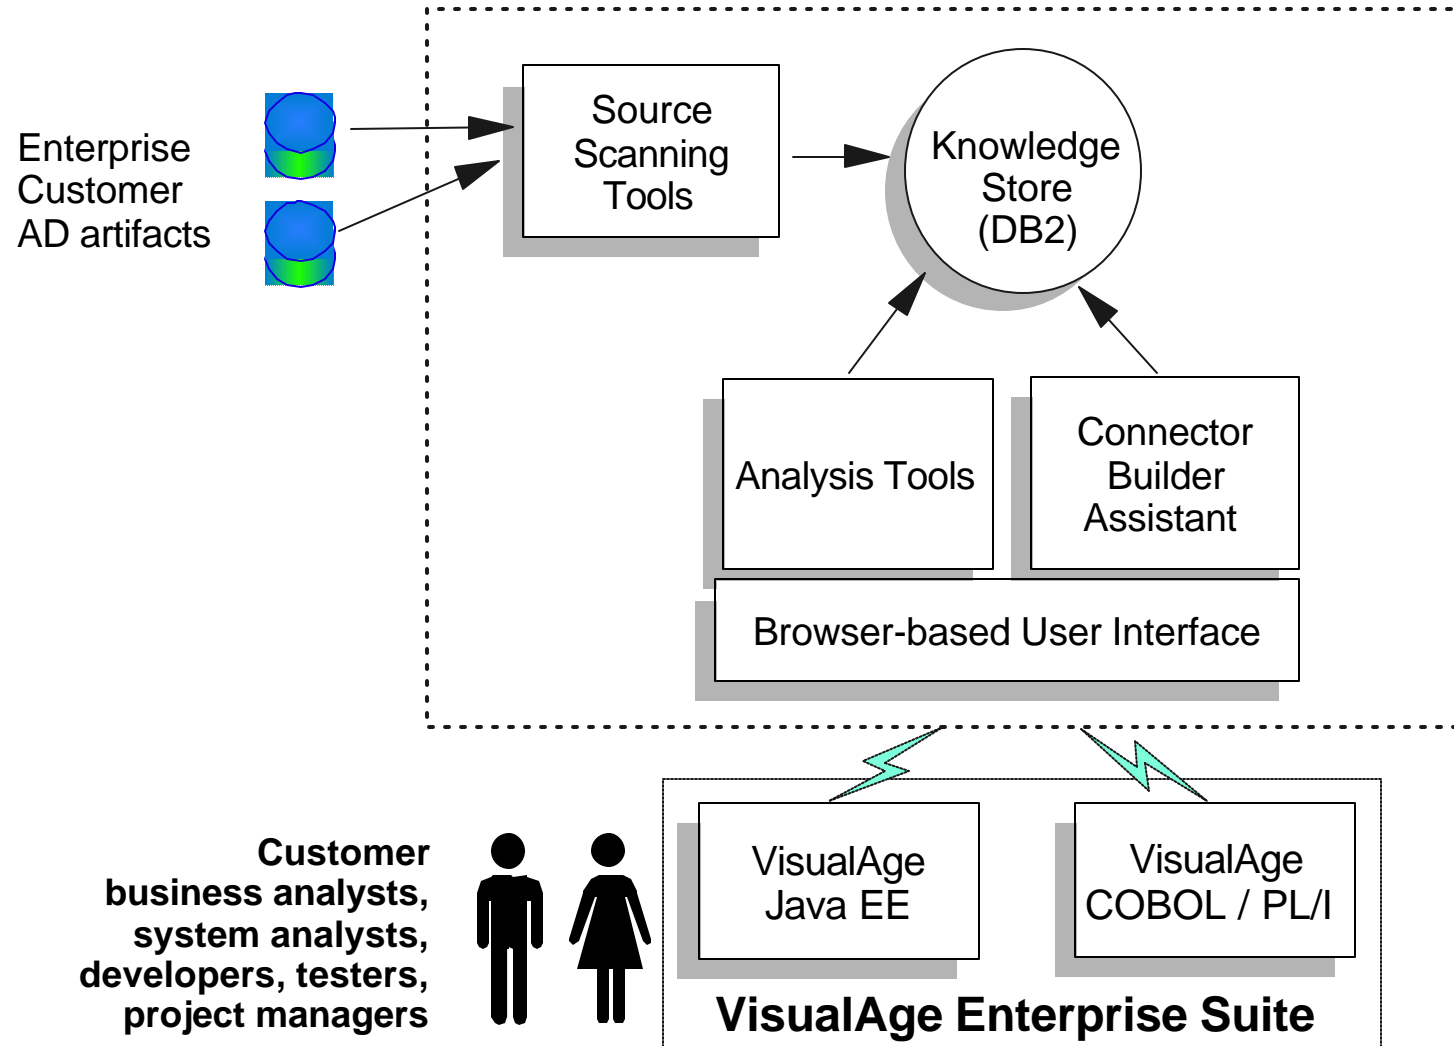 Enterprise
Customer
AD artifacts
Source
Scanning
Tools
Knowledge
Store
(DB2)
Analysis Tools
Connector
Builder
Assistant
Browser-based User Interface
Customer
business analysts,
system analysts,
developers, testers,
project managers
VisualAge
Java EE
VisualAge
COBOL / PL/I
VisualAge Enterprise Suite